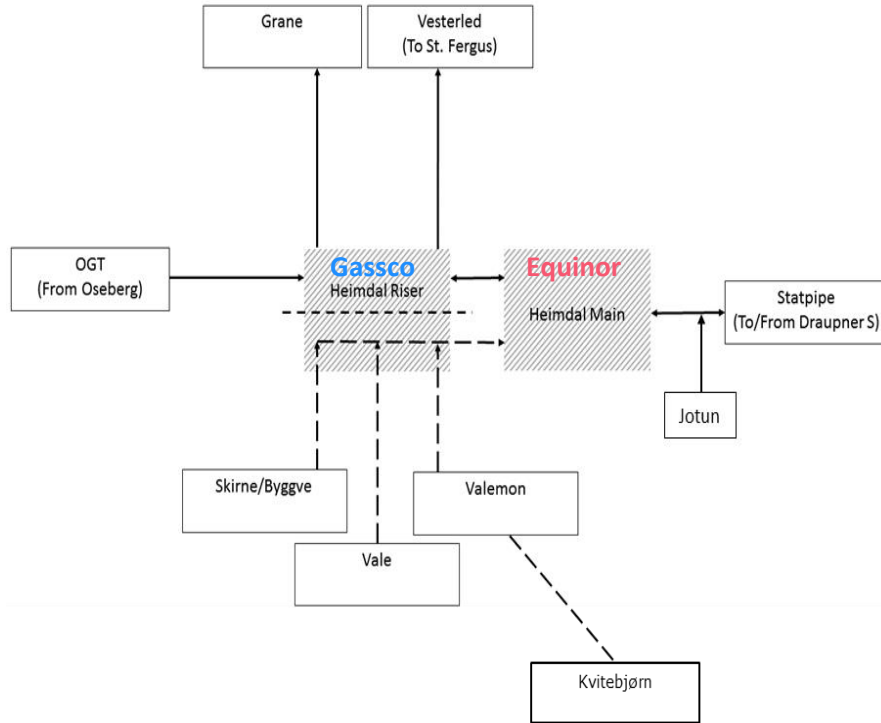 Grane
Vesterled
(To St. Fergus)
OGT
(From Oseberg)
Gassco
Heimdal Riser
Equinor
Heimdal Main
Statpipe
(To/From Draupner S)
Jotun
Skirne/Byggve
Valemon
Vale
Kvitebjørn